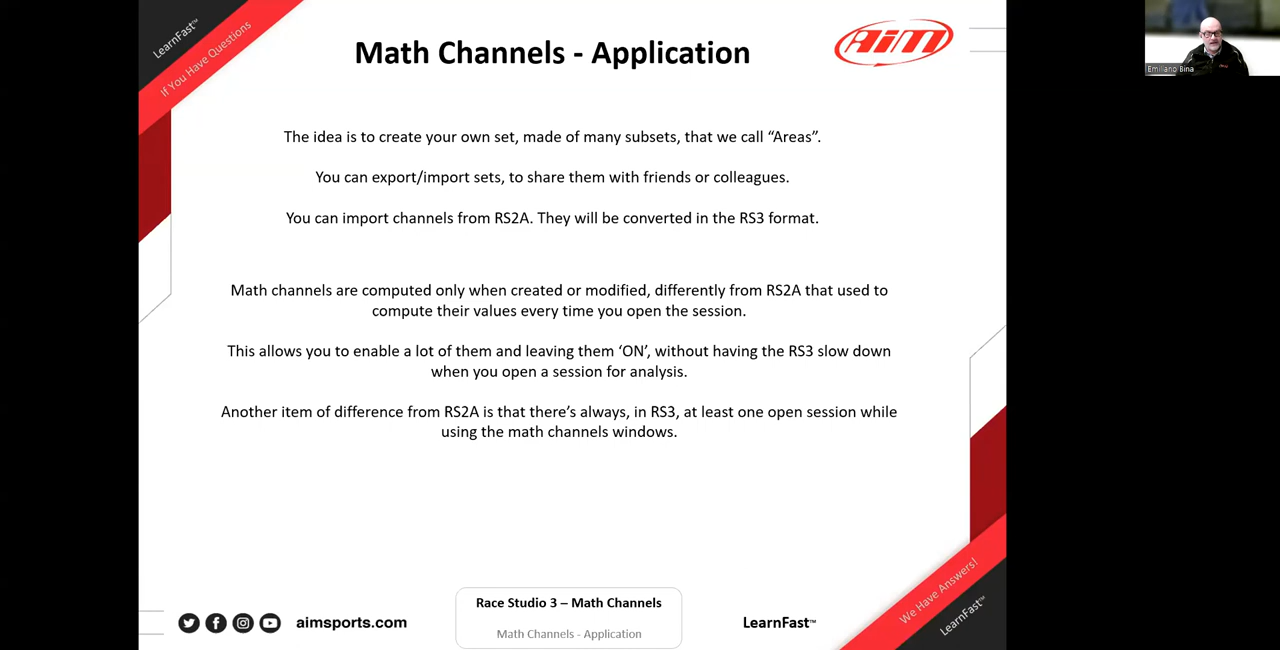 LearnFast™
If You Have Questions
Math Channels - Application
AiM
Emiliano Bina
The idea is to create your own set, made of many subsets, that we call “Areas”.
You can export/import sets, to share them with friends or colleagues.
You can import channels from RS2A. They will be converted in the RS3 format.
Math channels are computed only when created or modified, differently from RS2A that used to
compute their values every time you open the session.
This allows you to enable a lot of them and leaving them ‘ON’, without having the RS3 slow down
when you open a session for analysis.
Another item of difference from RS2A is that there’s always, in RS3, at least one open session while
using the math channels windows.
We Have Answers!
LearnFast™
aimsports.com
Race Studio 3 – Math Channels
Math Channels - Application
LearnFast™